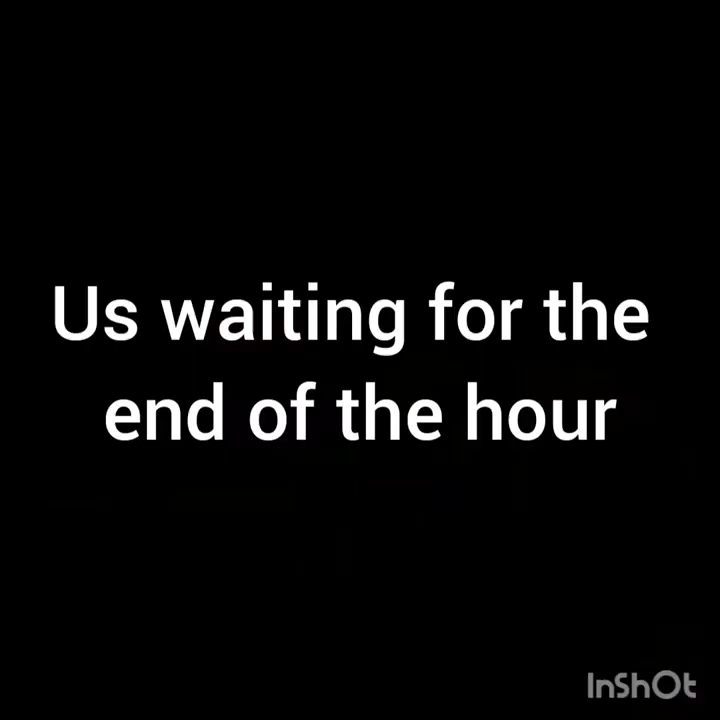 Us waiting for the
end of the hour
InShOt